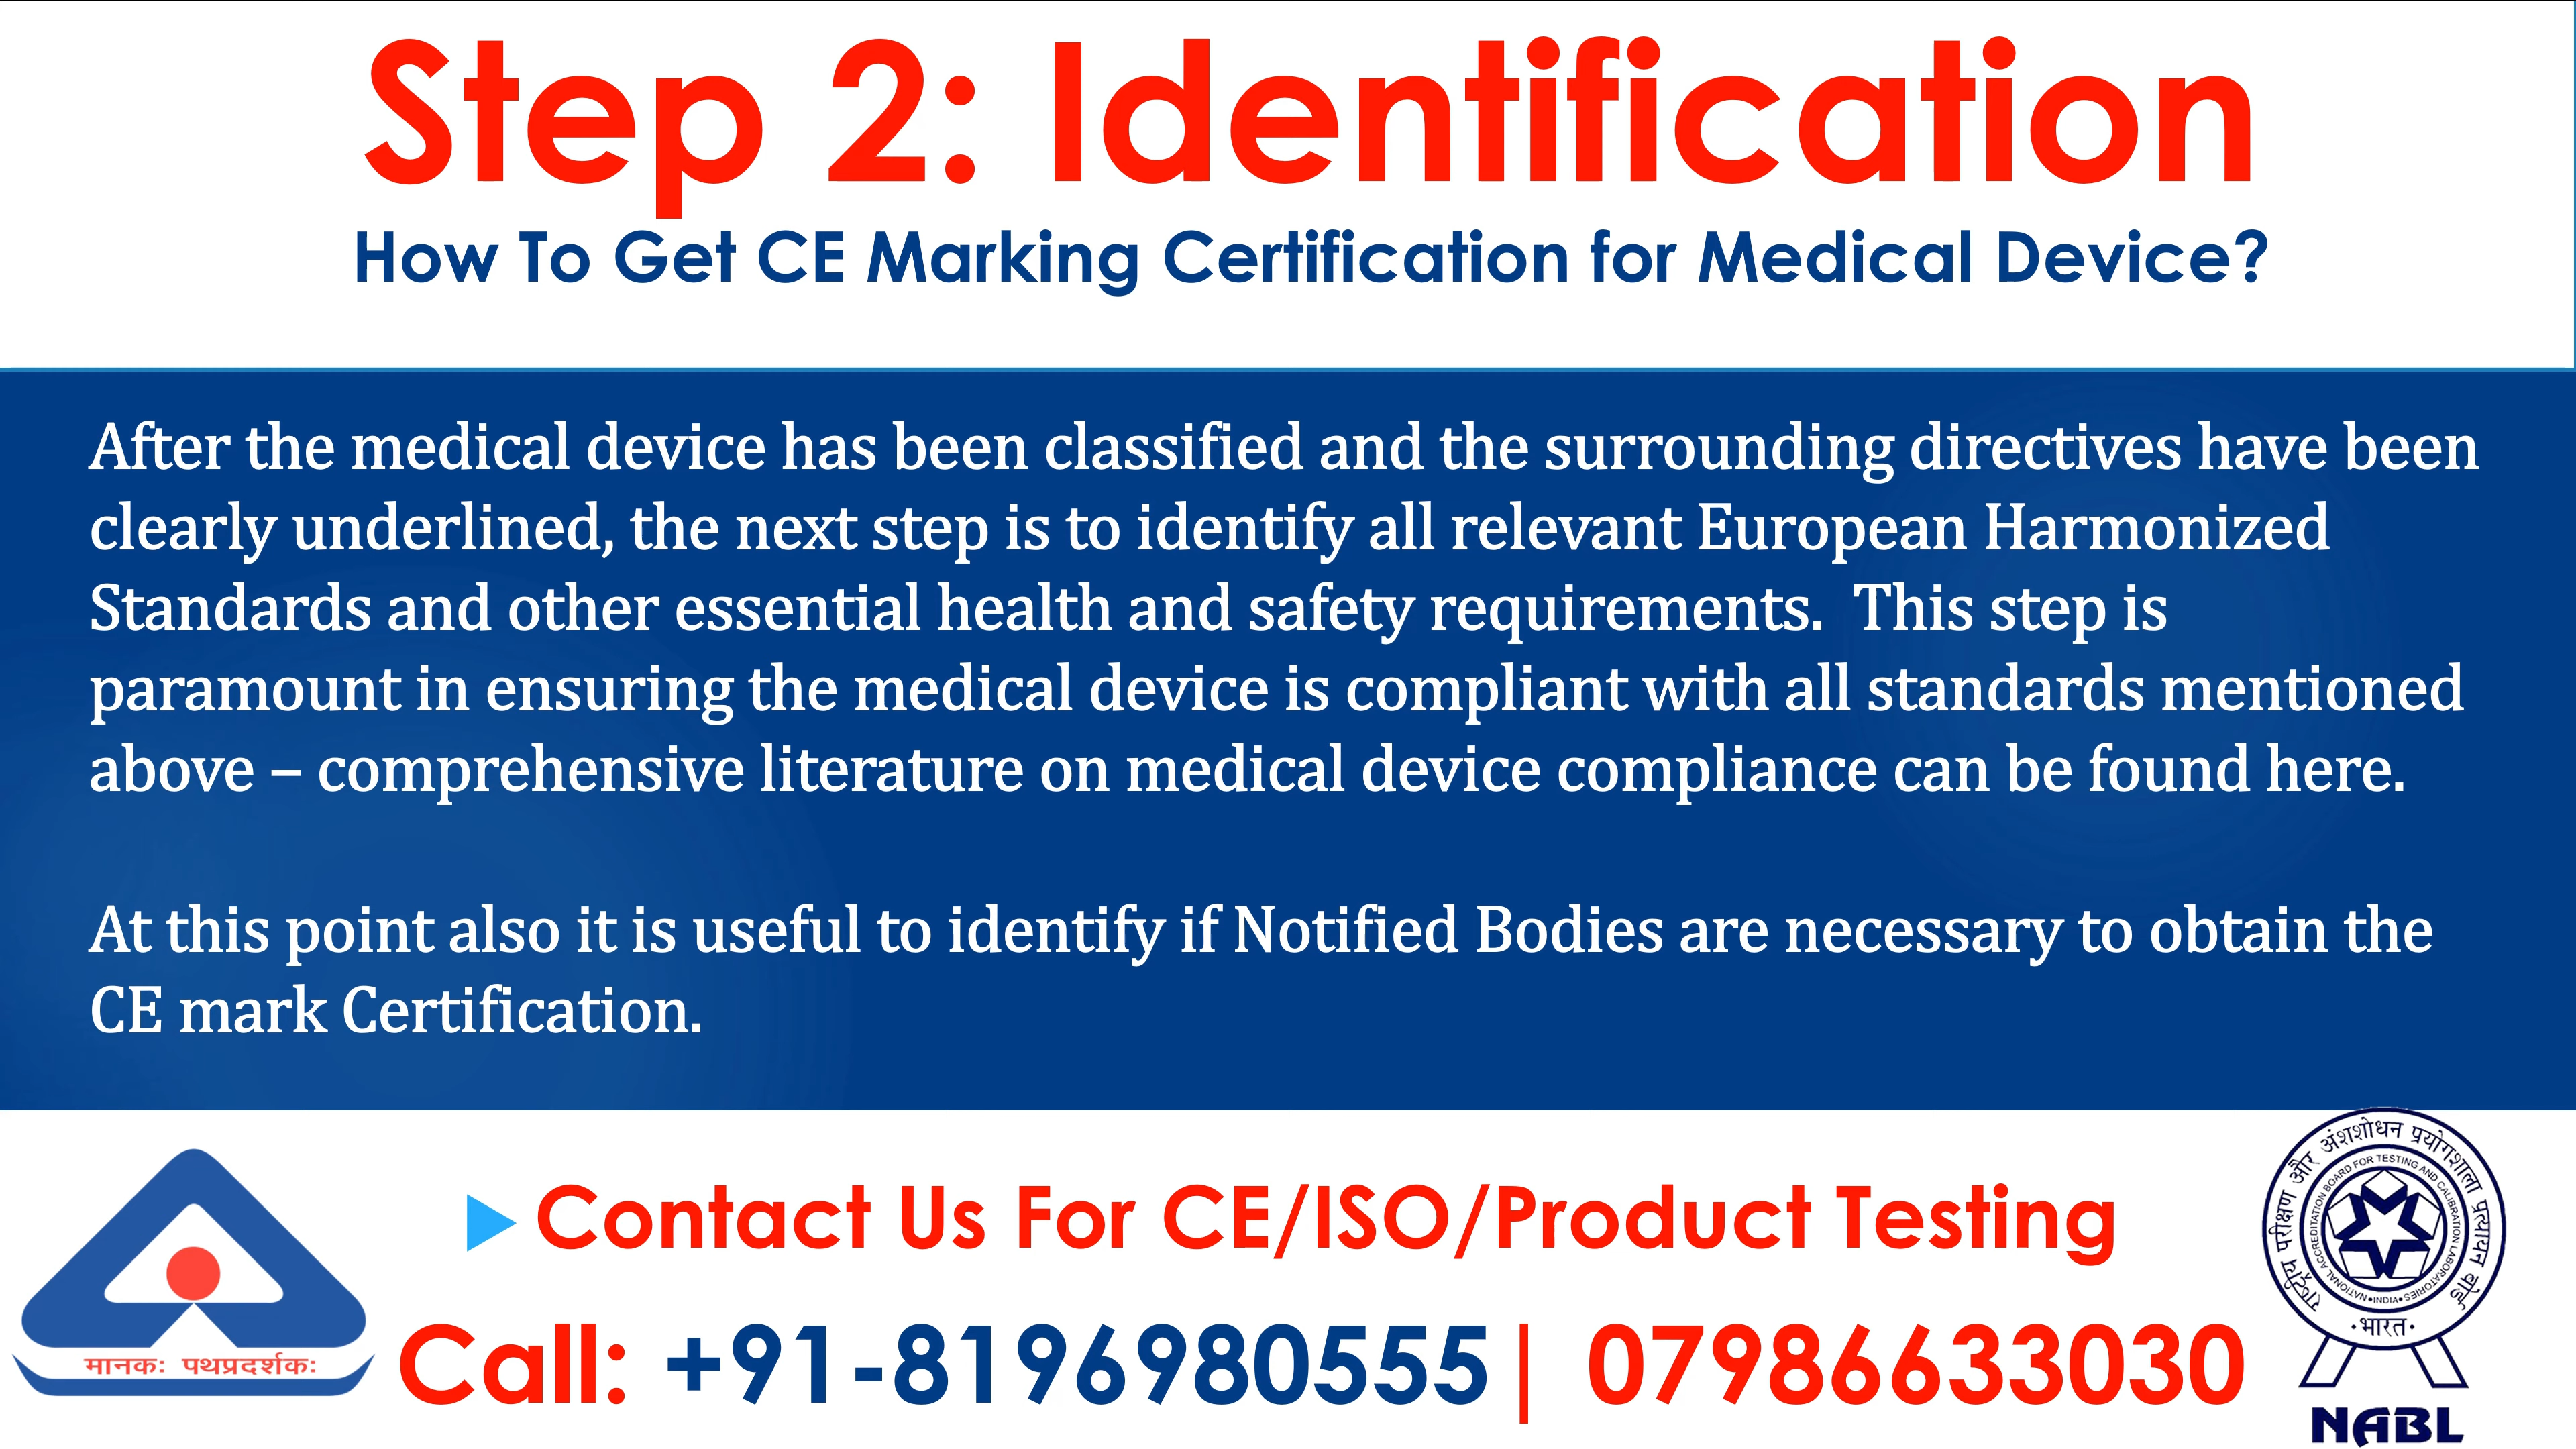 Step 2: Identification
How To Get CE Marking Certification for Medical Device?
After the medical device has been classified and the surrounding directives have been
clearly underlined, the next step is to identify all relevant European Harmonized
Standards and other essential health and safety requirements.  This step is
paramount in ensuring the medical device is compliant with all standards mentioned
above – comprehensive literature on medical device compliance can be found here.
At this point also it is useful to identify if Notified Bodies are necessary to obtain the
CE mark Certification.
Contact Us For CE/ISO/Product Testing
Call: +91-8196980555| 07986633030
मानकः पथप्रदर्शकः
राष्ट्रीय परीक्षण और अंशशोधन प्रयोगशाला प्रत्यायन बोर्ड
NATIONAL ACCREDITATION BOARD FOR TESTING AND CALIBRATION LABORATORIES
•INDIA•
•भारत•
NABL